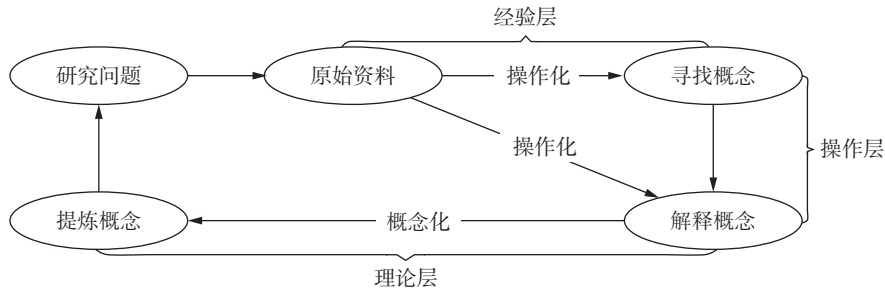 经验层
研究问题
原始资料
操作化
寻找概念
操作化
操作层
提炼概念
概念化
解释概念
理论层